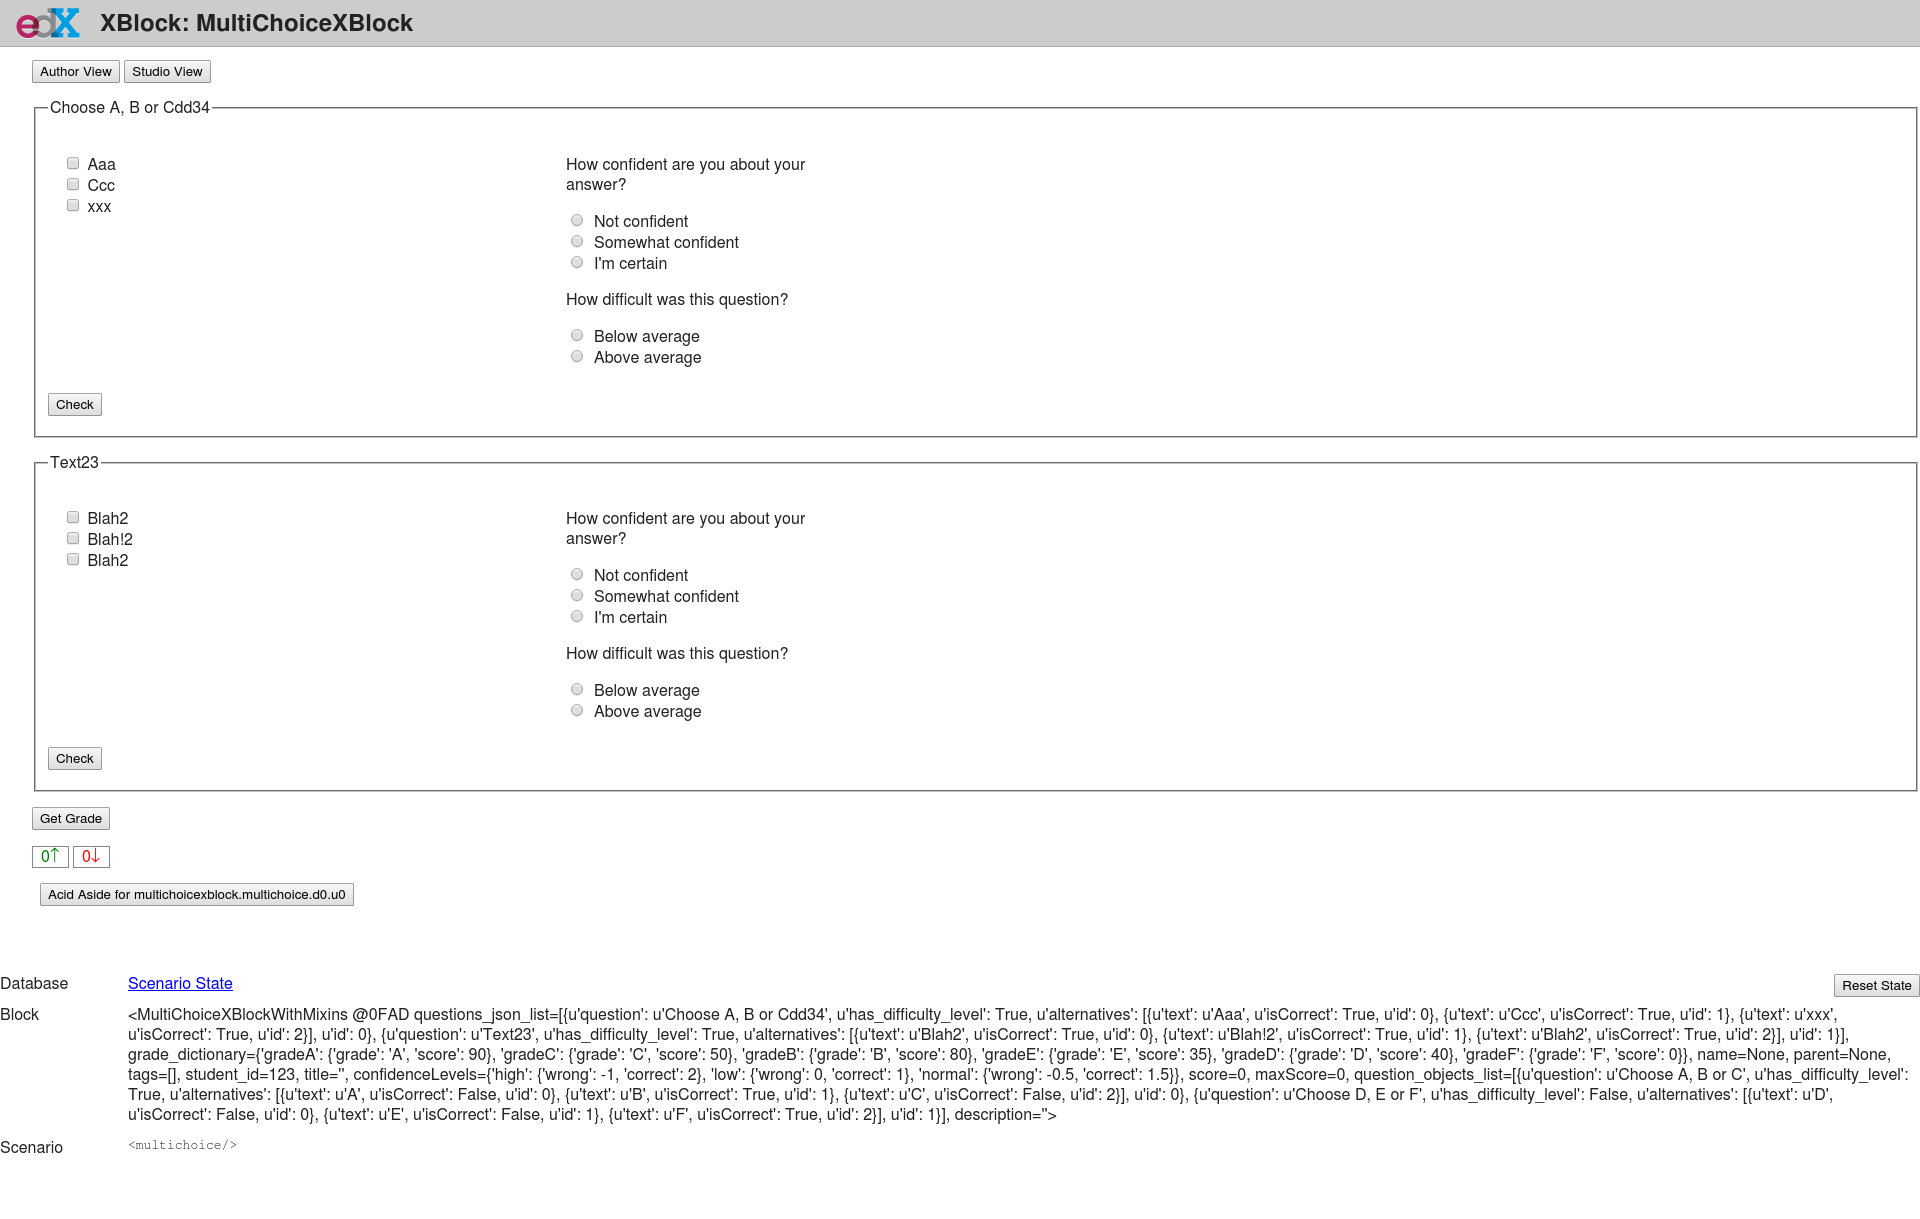 edX XBlock: MultiChoiceXBlock
Author View Studio View
Choose A, B or Cdd34
Aaa
Ccc
xxx
How confident are you about your
answer?
Not confident
Somewhat confident
I'm certain
How difficult was this question?
Below average
Above average
Check
Text23
Blah2
Blah!2
Blah2
How confident are you about your
answer?
Not confident
Somewhat confident
I'm certain
How difficult was this question?
Below average
Above average
Check
Get Grade
0↑ 0↓
Acid Aside for multichoicexblock.multichoice.d0.u0
Database Scenario State Reset State
Block <MultiChoiceXBlockWithMixins @0FAD questions_json_list=[{u'question': u'Choose A, B or Cdd34', u'has_difficulty_level': True, u'alternatives': [{u'text': u'Aaa', u'isCorrect': True, u'id': 0}, {u'text': u'Ccc', u'isCorrect': True, u'id': 1}, {u'text': u'xxx',
u'isCorrect': True, u'id': 2}], u'id': 0}, {u'question': u'Text23', u'has_difficulty_level': True, u'alternatives': [{u'text': u'Blah2', u'isCorrect': True, u'id': 0}, {u'text': u'Blah!2', u'isCorrect': True, u'id': 1}, {u'text': u'Blah2', u'isCorrect': True, u'id': 2}], u'id': 1}],
grade_dictionary={'gradeA': {'grade': 'A', 'score': 90}, 'gradeC': {'grade': 'C', 'score': 50}, 'gradeB': {'grade': 'B', 'score': 80}, 'gradeE': {'grade': 'E', 'score': 35}, 'gradeD': {'grade': 'D', 'score': 40}, 'gradeF': {'grade': 'F', 'score': 0}}, name=None, parent=None,
tags=[], student_id=123, title='', confidenceLevels={'high': {'wrong': -1, 'correct': 2}, 'low': {'wrong': 0, 'correct': 1}, 'normal': {'wrong': -0.5, 'correct': 1.5}}, score=0, maxScore=0, question_objects_list=[{u'question': u'Choose A, B or C', u'has_difficulty_level':
True, u'alternatives': [{u'text': u'A', u'isCorrect': False, u'id': 0}, {u'text': u'B', u'isCorrect': True, u'id': 1}, {u'text': u'C', u'isCorrect': False, u'id': 2}], u'id': 0}, {u'question': u'Choose D, E or F', u'has_difficulty_level': False, u'alternatives': [{u'text': u'D',
u'isCorrect': False, u'id': 0}, {u'text': u'E', u'isCorrect': False, u'id': 1}, {u'text': u'F', u'isCorrect': True, u'id': 2}], u'id': 1}], description=''>
Scenario <multichoice/>